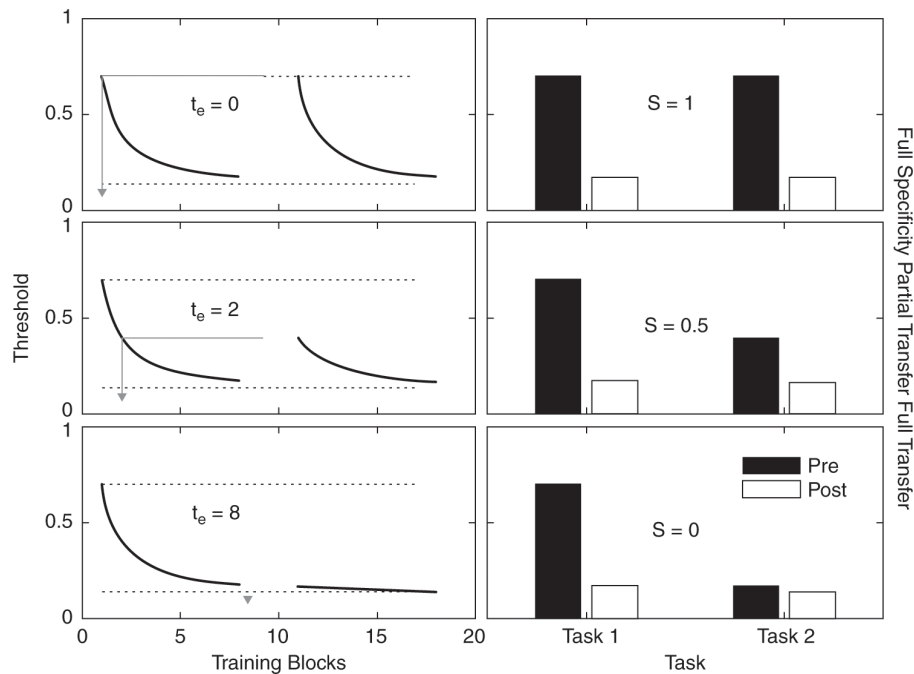 1
0.5
0
t_e = 0
S = 1
1
0.5
0
t_e = 2
S = 0.5
1
0.5
0
t_e = 8
S = 0
Pre
Post
0 5 10 15 20
Task 1 Task 2
Training Blocks
Task
Threshold
Full Specificity Partial Transfer Full Transfer